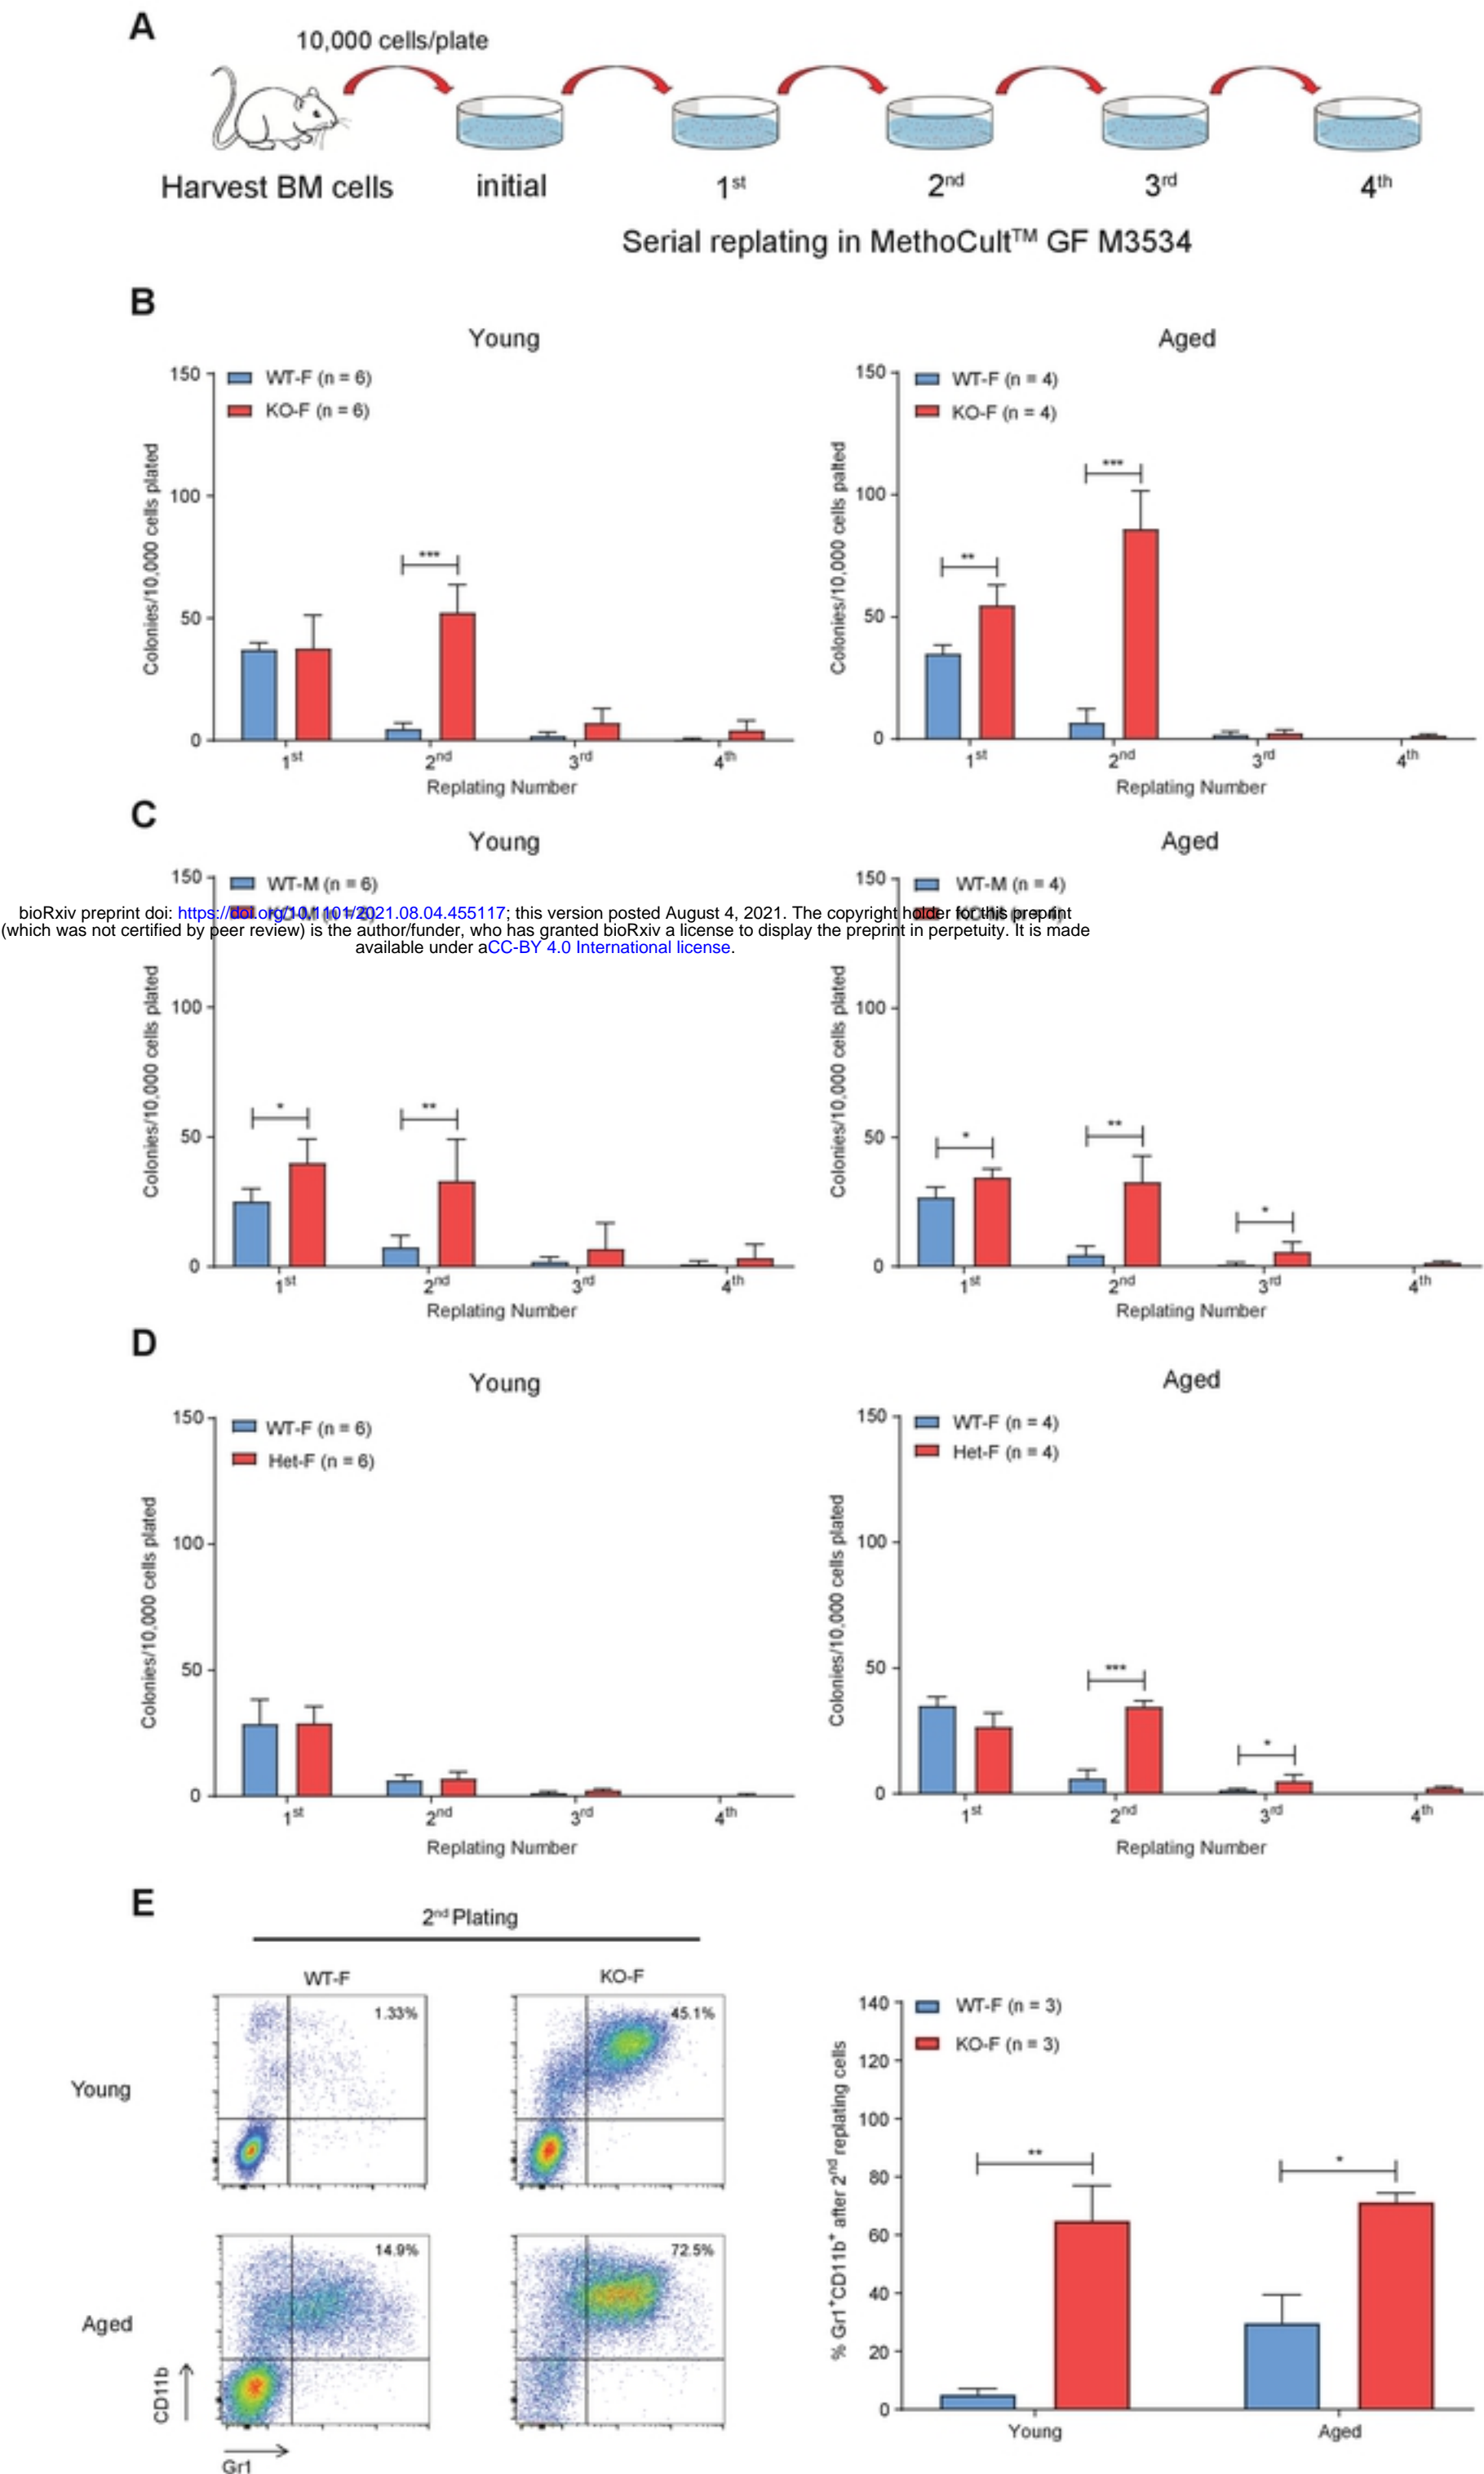 A
10,000 cells/plate
Harvest BM cells
initial
1st
2nd
3rd
4th
Serial replating in MethoCult™ GF M3534
B
Young
150
100
50
0
Colonies/10,000 cells plated
WT-F (n = 6)
KO-F (n = 6)
***
1st
2nd
3rd
4th
Replating Number
Aged
150
100
50
0
Colonies/10,000 cells palted
WT-F (n = 4)
KO-F (n = 4)
**
***
1st
2nd
3rd
4th
Replating Number
C
Young
150
100
50
0
Colonies/10,000 cells plated
WT-M (n = 6)
*
**
1st
2nd
3rd
4th
Replating Number
Aged
150
100
50
0
Colonies/10,000 cells plated
WT-M (n = 4)
KO-M (n = 4)
*
**
*
1st
2nd
3rd
4th
Replating Number
bioRxiv preprint doi: https://doi.org/10.1101/2021.08.04.455117; this version posted August 4, 2021. The copyright holder for this preprint
(which was not certified by peer review) is the author/funder, who has granted bioRxiv a license to display the preprint in perpetuity. It is made
available under aCC-BY 4.0 International license.
D
Young
150
100
50
0
Colonies/10,000 cells plated
WT-F (n = 6)
Het-F (n = 6)
1st
2nd
3rd
4th
Replating Number
Aged
150
100
50
0
Colonies/10,000 cells plated
WT-F (n = 4)
Het-F (n = 4)
***
*
1st
2nd
3rd
4th
Replating Number
E
2nd Plating
WT-F
KO-F
Young
1.33%
45.1%
Aged
14.9%
72.5%
CD11b
Gr1
140
120
100
80
60
40
20
0
% Gr1+CD11b+ after 2nd replating cells
WT-F (n = 3)
KO-F (n = 3)
**
*
Young
Aged